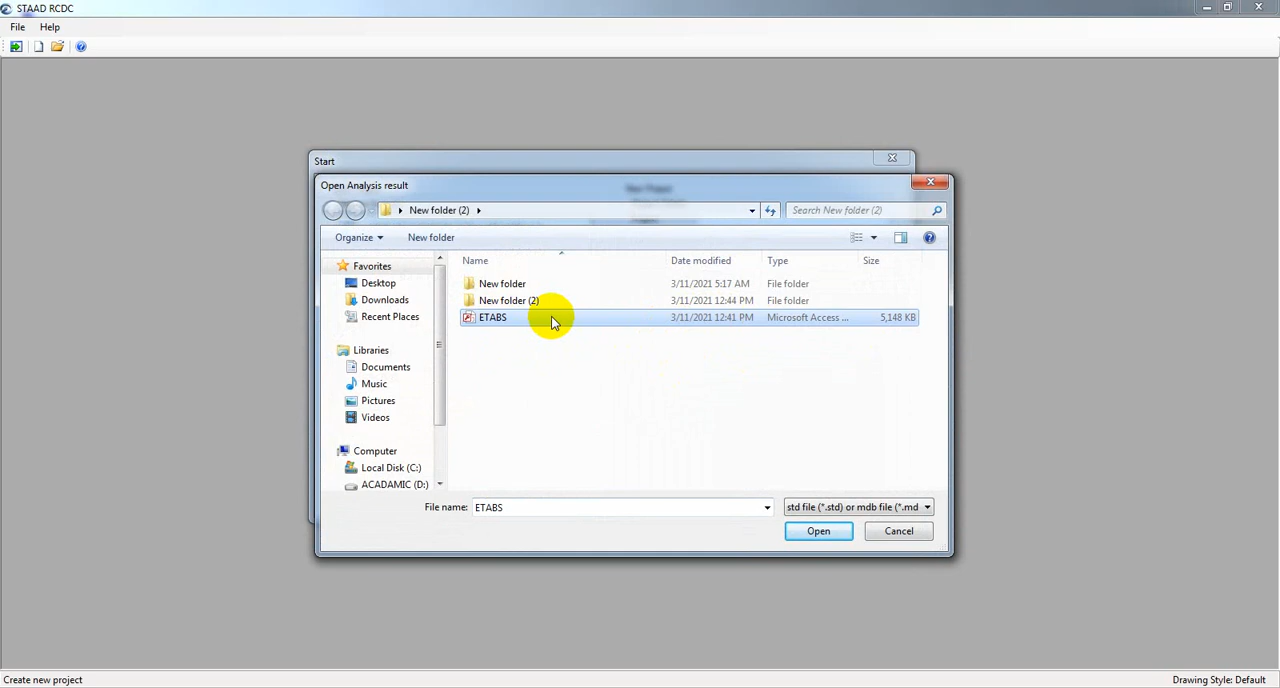 STAAD RCDC
File Help
Start
Open Analysis result
New folder (2)
Search New folder (2)
Organize New folder
Name Date modified Type Size
Favorites
Desktop
Downloads
Recent Places
Libraries
Documents
Music
Pictures
Videos
Computer
Local Disk (C:)
ACADAMIC (D:)
New folder 3/11/2021 5:17 AM File folder
New folder (2) 3/11/2021 12:44 PM File folder
ETABS 3/11/2021 12:41 PM Microsoft Access ... 5,148 KB
File name: ETABS std file (*.std) or mdb file (*.md
Open Cancel
Create new project Drawing Style: Default